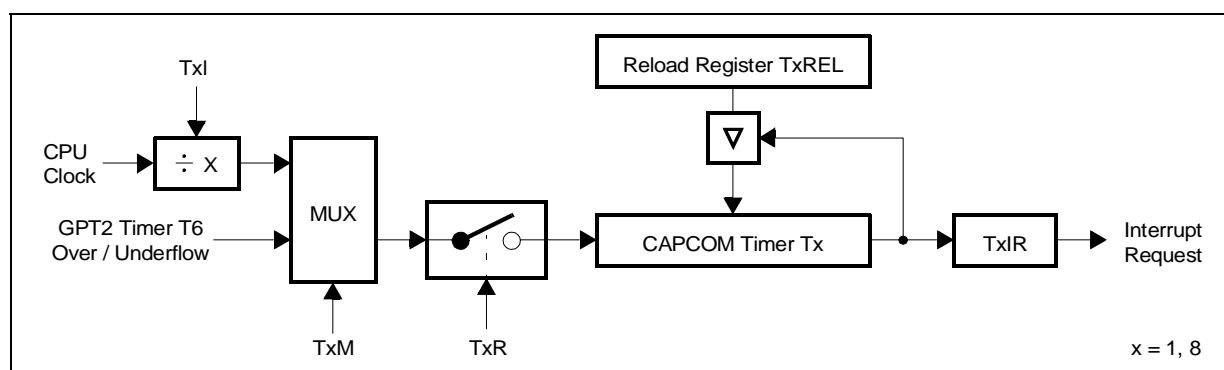 TxI
Reload Register TxREL
CPU
Clock
÷ X
MUX
GPT2 Timer T6
Over / Underflow
CAPCOM Timer Tx
TxIR
Interrupt
Request
TxM
TxR
x = 1, 8